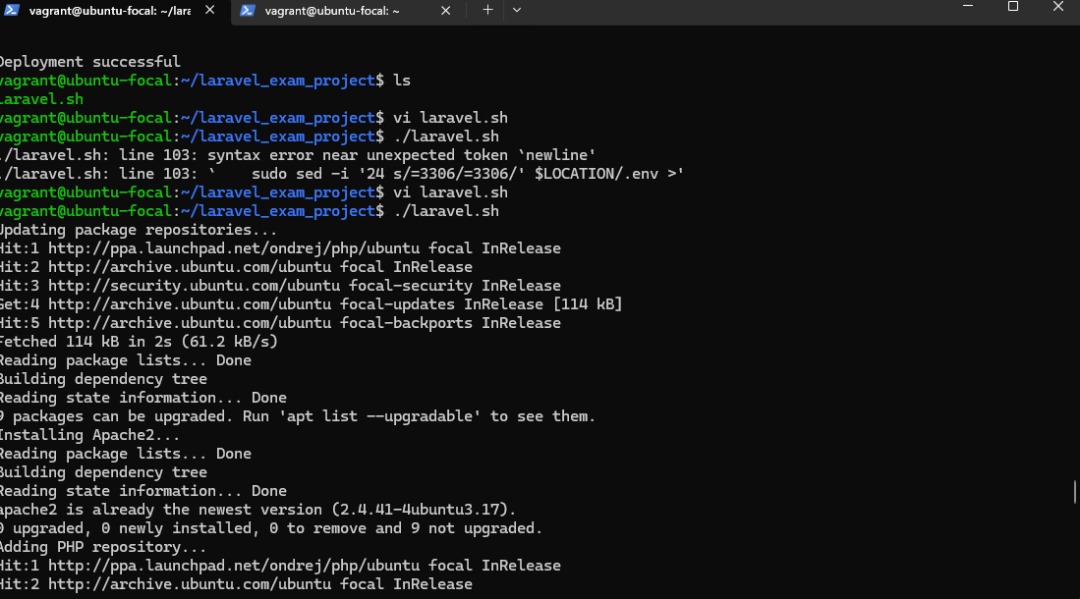 vagrant@ubuntu-focal: ~/lara
vagrant@ubuntu-focal: ~
Deployment successful
vagrant@ubuntu-focal:~/laravel_exam_project$ ls
laravel.sh
vagrant@ubuntu-focal:~/laravel_exam_project$ vi laravel.sh
vagrant@ubuntu-focal:~/laravel_exam_project$ ./laravel.sh
./laravel.sh: line 103: syntax error near unexpected token `newline'
./laravel.sh: line 103: `    sudo sed -i '24 s/=3306/=3306/' $LOCATION/.env >'
vagrant@ubuntu-focal:~/laravel_exam_project$ vi laravel.sh
vagrant@ubuntu-focal:~/laravel_exam_project$ ./laravel.sh
Updating package repositories...
Hit:1 http://ppa.launchpad.net/ondrej/php/ubuntu focal InRelease
Hit:2 http://archive.ubuntu.com/ubuntu focal InRelease
Hit:3 http://security.ubuntu.com/ubuntu focal-security InRelease
Get:4 http://archive.ubuntu.com/ubuntu focal-updates InRelease [114 kB]
Hit:5 http://archive.ubuntu.com/ubuntu focal-backports InRelease
Fetched 114 kB in 2s (61.2 kB/s)
Reading package lists... Done
Building dependency tree
Reading state information... Done
9 packages can be upgraded. Run 'apt list --upgradable' to see them.
Installing Apache2...
Reading package lists... Done
Building dependency tree
Reading state information... Done
apache2 is already the newest version (2.4.41-4ubuntu3.17).
0 upgraded, 0 newly installed, 0 to remove and 9 not upgraded.
Adding PHP repository...
Hit:1 http://ppa.launchpad.net/ondrej/php/ubuntu focal InRelease
Hit:2 http://archive.ubuntu.com/ubuntu focal InRelease